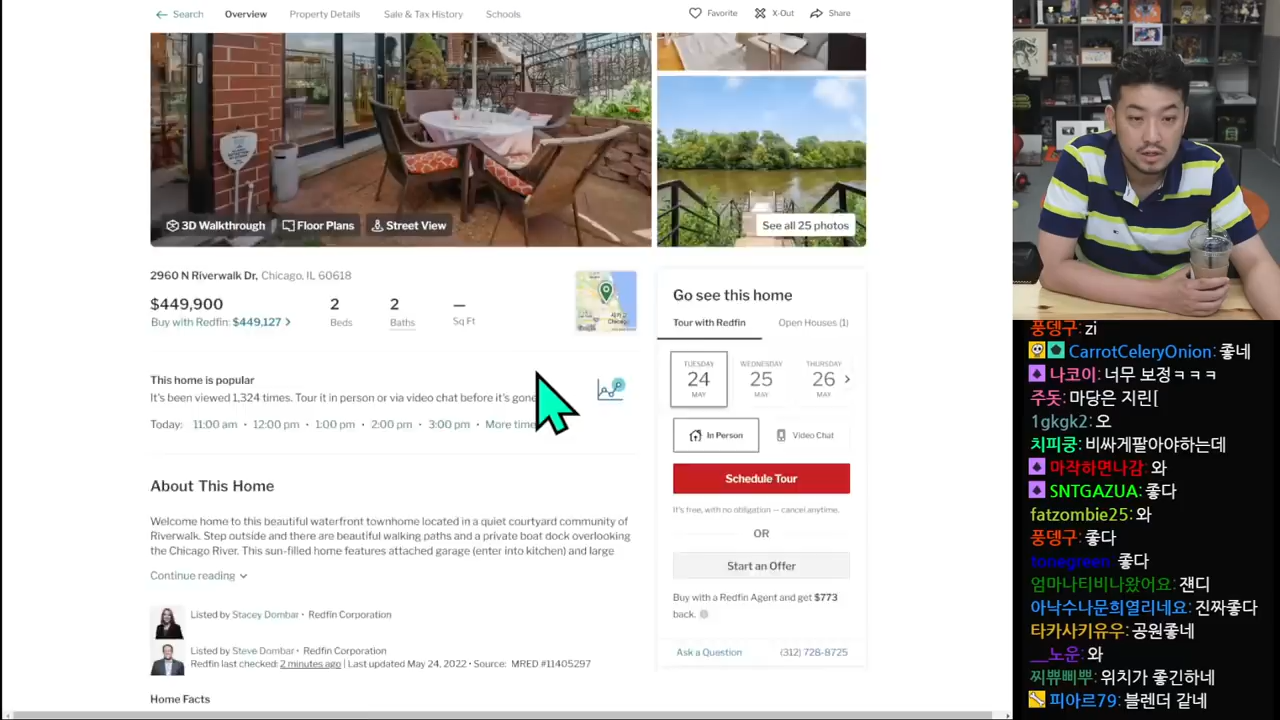 Search
Overview
Property Details
Sale & Tax History
Schools
Favorite
X-Out
Share
3D Walkthrough
Floor Plans
Street View
See all 25 photos
2960 N Riverwalk Dr, Chicago, IL 60618
$449,900
Buy with Redfin: $449,127
2
Beds
2
Baths
—
Sq Ft
This home is popular
It's been viewed 1,324 times. Tour it in person or via video chat before it's gone
Today: 11:00 am • 12:00 pm • 1:00 pm • 2:00 pm • 3:00 pm • More time
About This Home
Welcome home to this beautiful waterfront townhome located in a quiet courtyard community of
Riverwalk. Step outside and there are beautiful walking paths and a private boat dock overlooking
the Chicago River. This sun-filled home features attached garage (enter into kitchen) and large
Continue reading
Listed by Stacey Dombar • Redfin Corporation
Listed by Steve Dombar • Redfin Corporation
Redfin last checked: 2 minutes ago | Last updated May 24, 2022 • Source: MRED #11405297
Home Facts
Go see this home
Tour with Redfin
Open Houses (1)
TUESDAY
24
MAY
WEDNESDAY
25
MAY
THURSDAY
26
MAY
In Person
Video Chat
Schedule Tour
It's free, with no obligation — cancel anytime.
OR
Start an Offer
Buy with a Redfin Agent and get $773
back.
Ask a Question
(312) 728-8725
풍뎅구: zi
CarrotCeleryOnion: 좋네
나코이: 너무 보정ㅋㅋㅋ
주돗: 마당은 지린[
1gkgk2: 오
치피쿵: 비싸게팔아야하는데
마작하면나감: 와
SNTGAZUA: 좋다
fatzombie25: 와
풍뎅구: 좋다
tonegreen: 좋다
엄마나티비나왔어요: 잰디
아낙수나문희열리네요: 진짜좋다
타카사키유우: 공원좋네
__노운: 와
찌쀼삐뿌: 위치가 좋긴하네
피아르79: 블렌더 같네